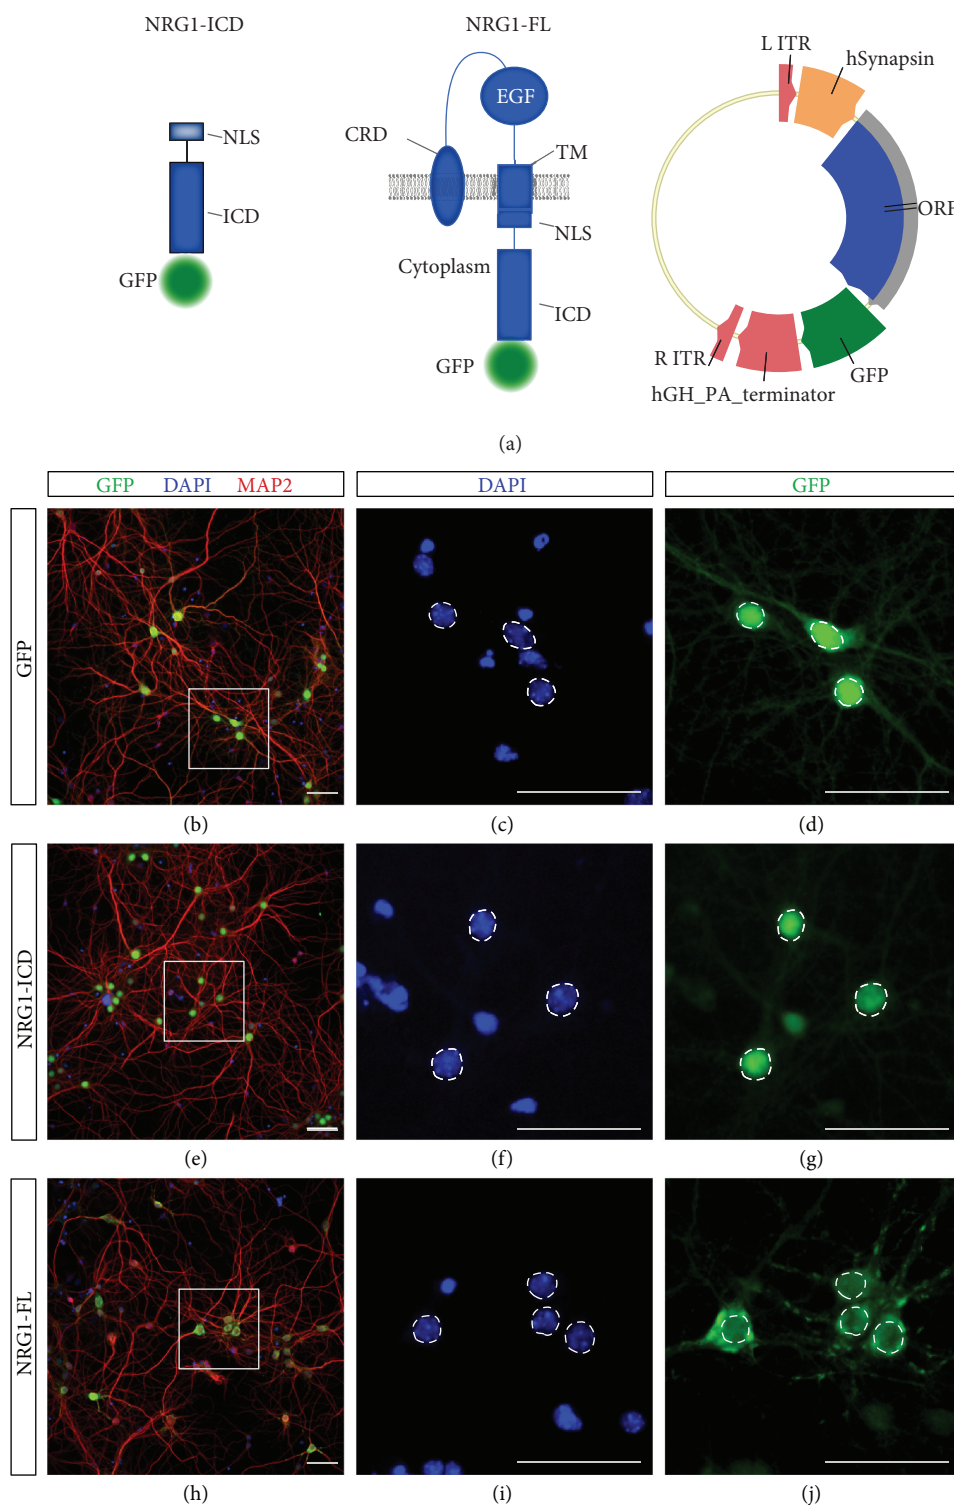 NRG1-ICD
NLS
ICD
GFP
NRG1-FL
EGF
CRD
TM
NLS
Cytoplasm
ICD
GFP
L ITR
hSynapsin
ORF
GFP
hGH_PA_terminator
R ITR
(a)
GFP DAPI MAP2
DAPI
GFP
GFP
(b)
(c)
(d)
NRG1-ICD
(e)
(f)
(g)
NRG1-FL
(h)
(i)
(j)